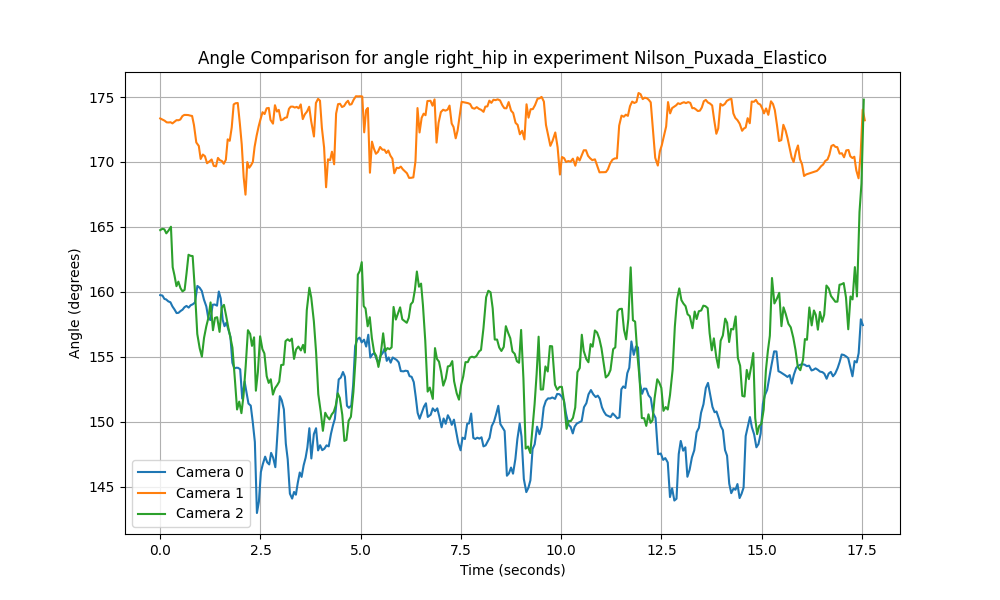 Angle Comparison for angle right_hip in experiment Nilson_Puxada_Elastico
175
170
165
160
155
150
145
Angle (degrees)
Camera 0
Camera 1
Camera 2
0.0 2.5 5.0 7.5 10.0 12.5 15.0 17.5
Time (seconds)